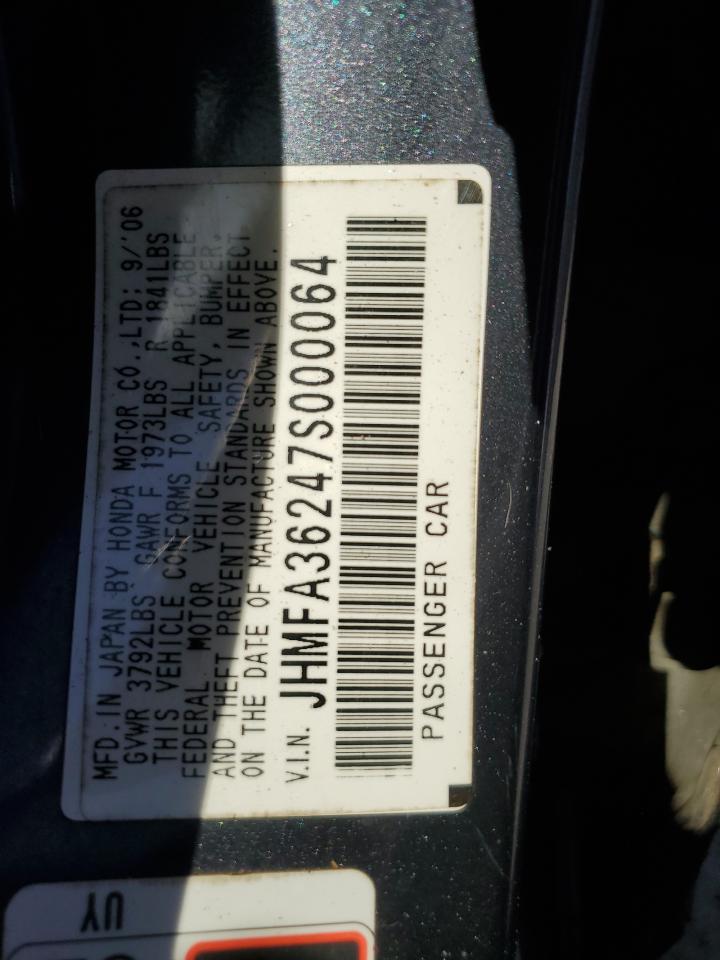 MFD. IN JAPAN BY HONDA MOTOR CO.,LTD; 9/'06
GVWR 3792LBS GAWR F 1973LBS R 1841LBS
THIS VEHICLE CONFORMS TO ALL APPLICABLE
FEDERAL MOTOR VEHICLE SAFETY, BUMPER,
AND THEFT PREVENTION STANDARDS IN EFFECT
ON THE DATE OF MANUFACTURE SHOWN ABOVE.
V.I.N. JHMFA36247S000064
PASSENGER CAR
UY